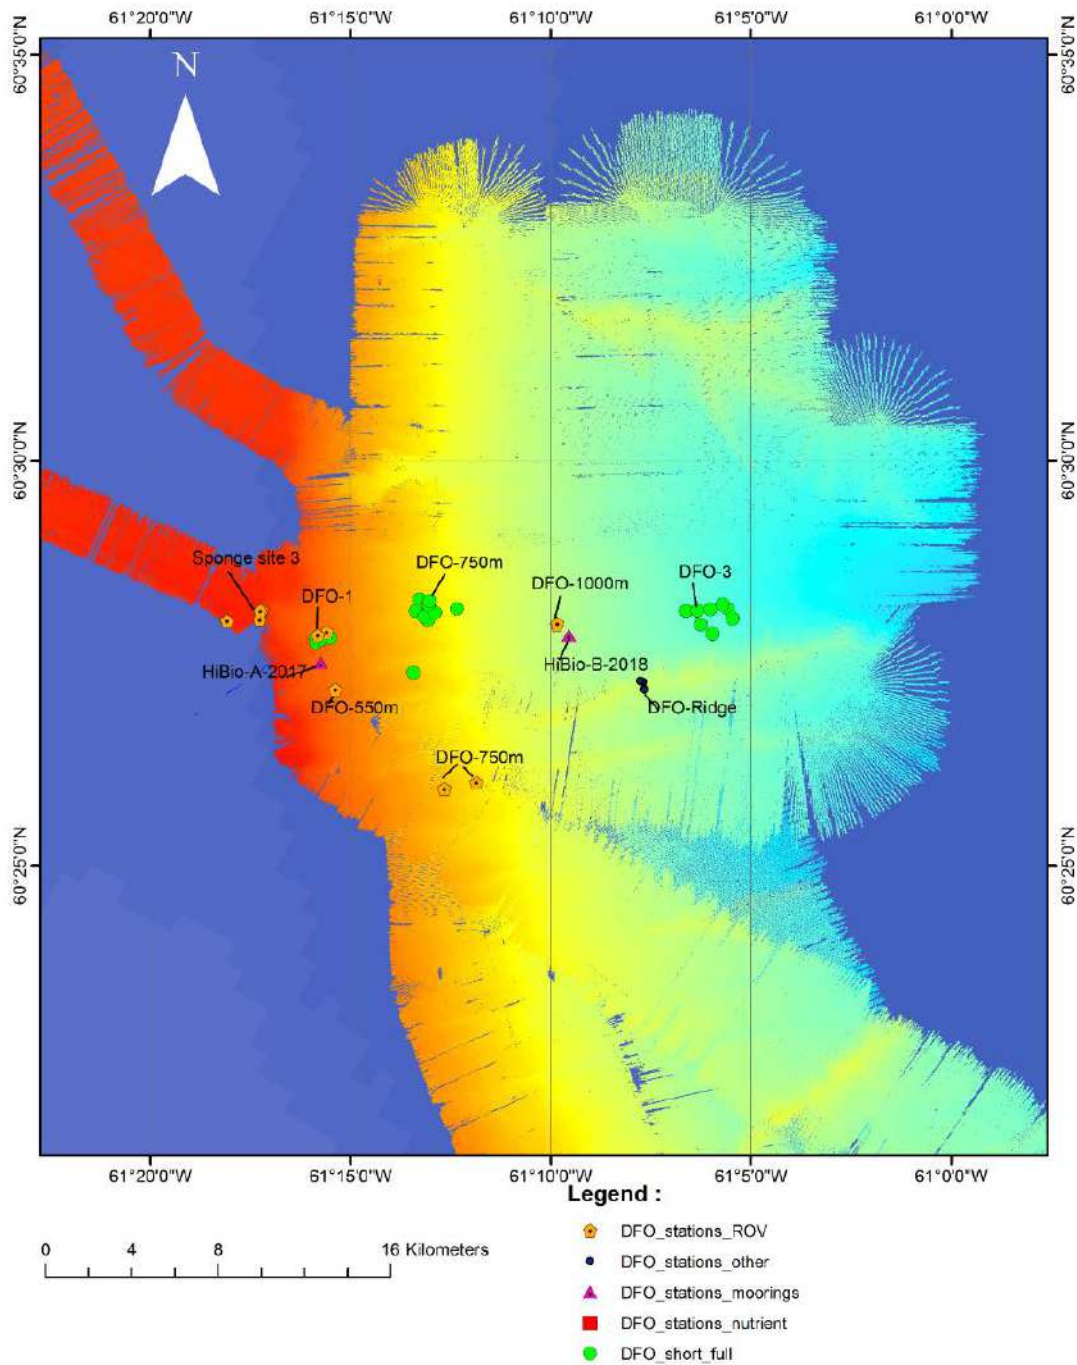 61°20'0"W 61°15'0"W 61°10'0"W 61°5'0"W 61°0'0"W
60°35'0"N 60°35'0"N
N
60°30'0"N 60°30'0"N
Sponge site 3
DFO-750m
DFO-1000m
DFO-3
DFO-1
HiBio-A-2017
HiBio-B-2018
DFO-550m
DFO-Ridge
DFO-750m
60°25'0"N 60°25'0"N
61°20'0"W 61°15'0"W 61°10'0"W 61°5'0"W 61°0'0"W
Legend :
0 4 8 16 Kilometers
DFO_stations_ROV
DFO_stations_other
DFO_stations_moorings
DFO_stations_nutrient
DFO_short_full